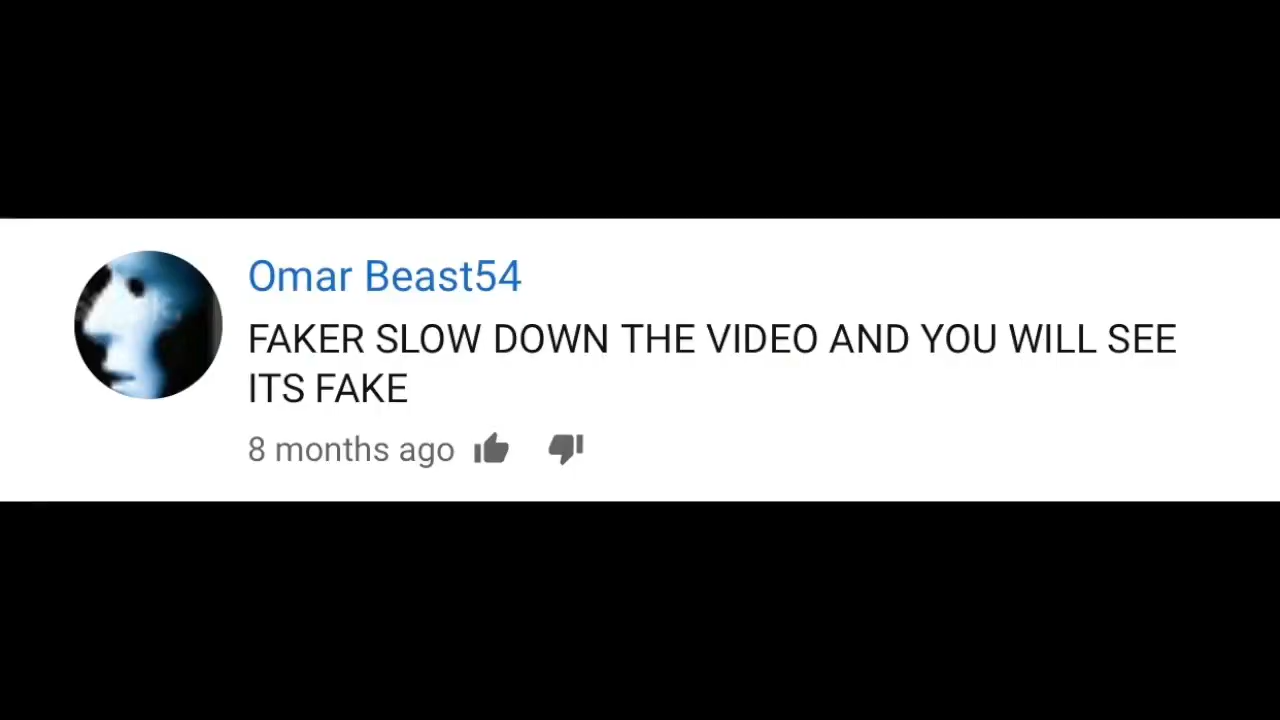 Omar Beast54
FAKER SLOW DOWN THE VIDEO AND YOU WILL SEE
ITS FAKE
8 months ago